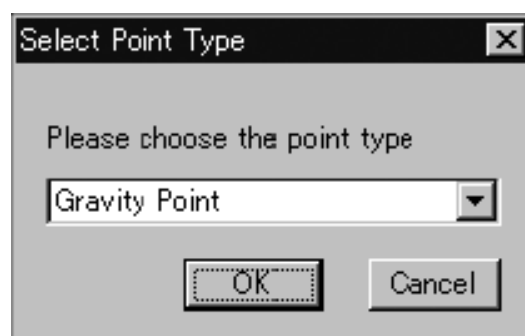 Select Point Type
Please choose the point type
Gravity Point
OK
Cancel